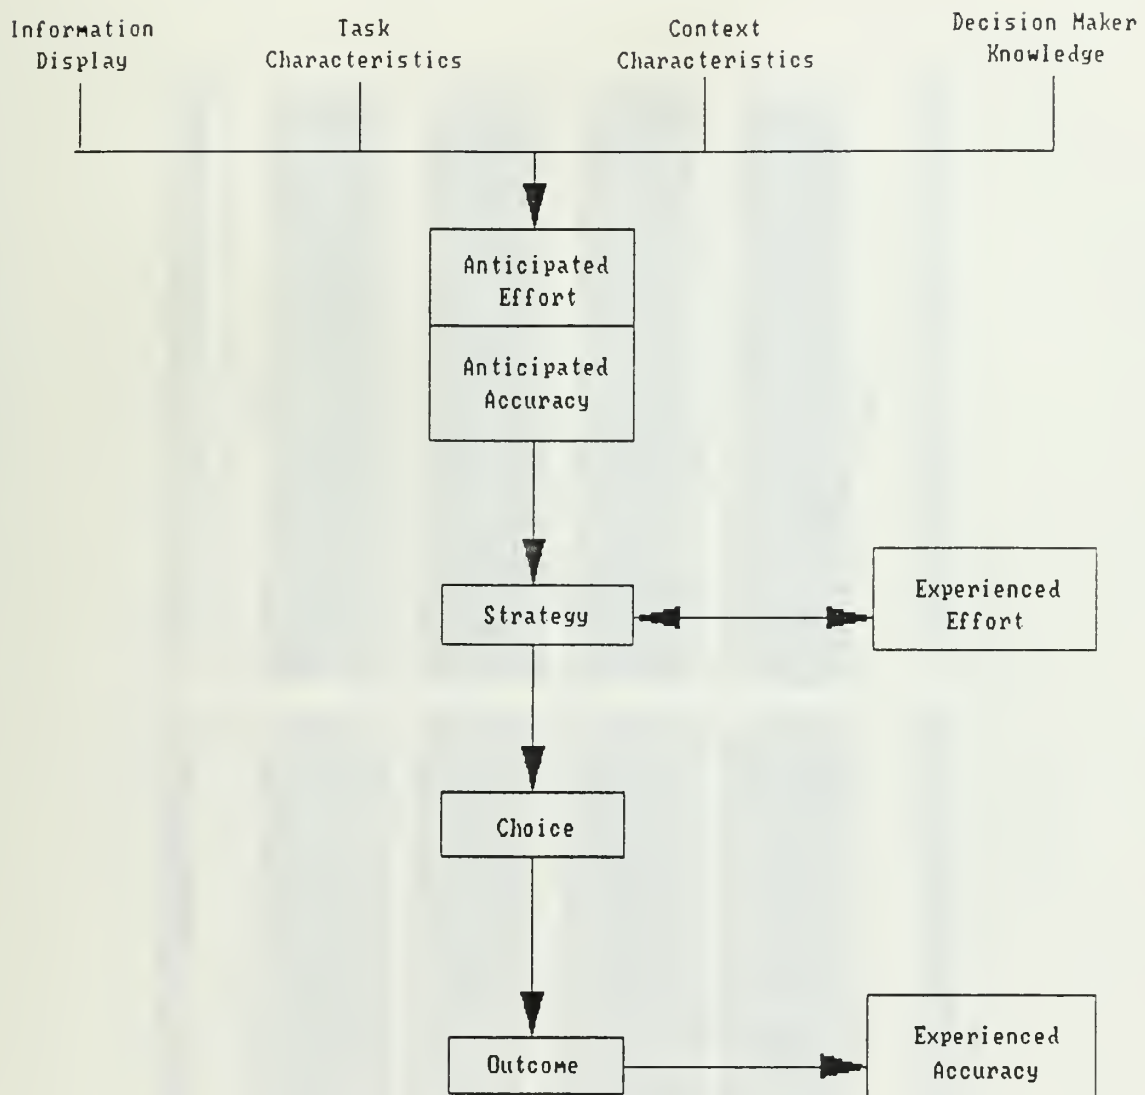 Information
Display
Task
Characteristics
Context
Characteristics
Decision Maker
Knowledge
Anticipated
Effort
Anticipated
Accuracy
Strategy
Experienced
Effort
Choice
Outcome
Experienced
Accuracy